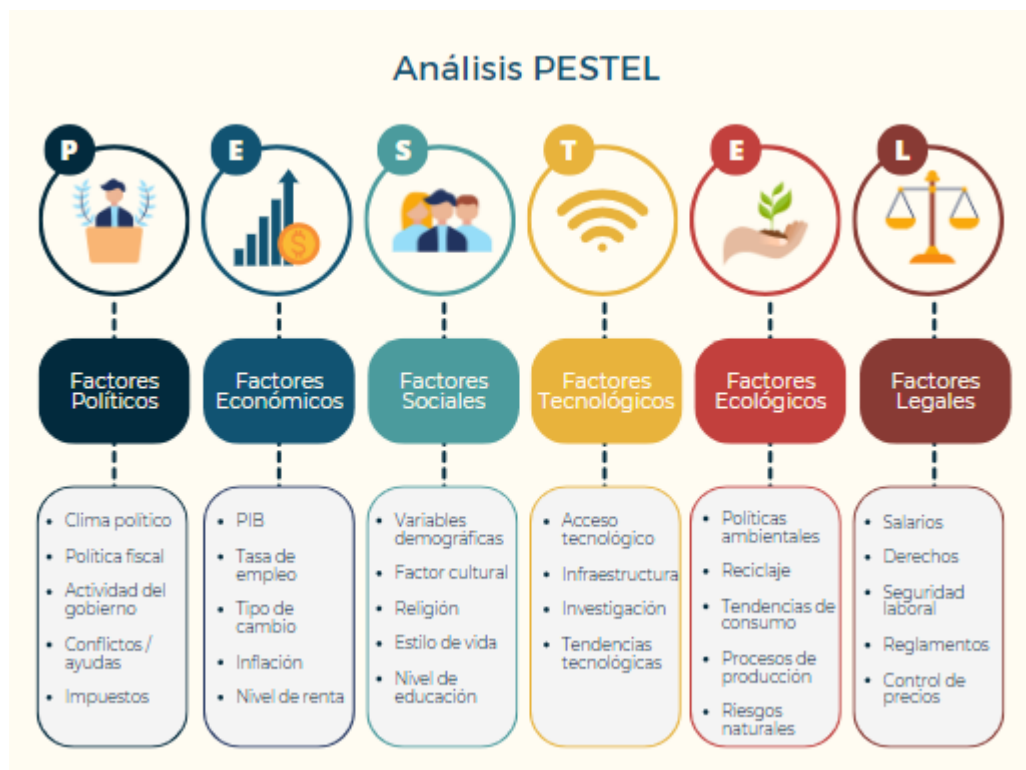 Análisis PESTEL
P
E
S
T
E
L
Factores
Políticos
Factores
Económicos
Factores
Sociales
Factores
Tecnológicos
Factores
Ecológicos
Factores
Legales
• Clima político
• Política fiscal
• Actividad del
gobierno
• Conflictos /
ayudas
• Impuestos
• PIB
• Tasa de
empleo
• Tipo de
cambio
• Inflación
• Nivel de renta
• Variables
demográficas
• Factor cultural
• Religión
• Estilo de vida
• Nivel de
educación
• Acceso
tecnológico
• Infraestructura
• Investigación
• Tendencias
tecnológicas
• Políticas
ambientales
• Reciclaje
• Tendencias de
consumo
• Procesos de
producción
• Riesgos
naturales
• Salarios
• Derechos
• Seguridad
laboral
• Reglamentos
• Control de
precios